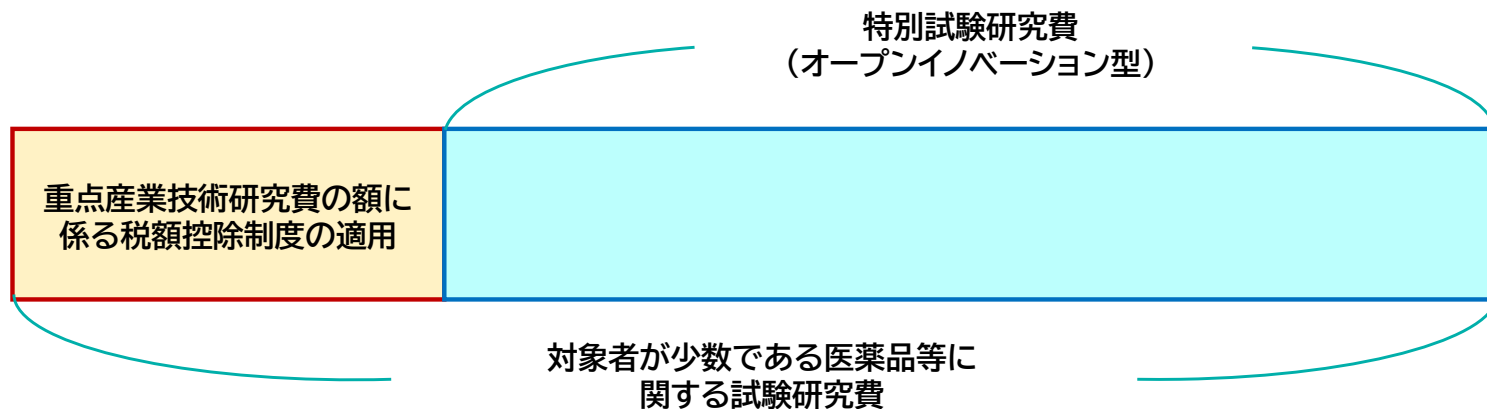 特別試験研究費
（オープンイノベーション型）
重点産業技術研究費の額に
係る税額控除制度の適用
対象者が少数である医薬品等に
関する試験研究費